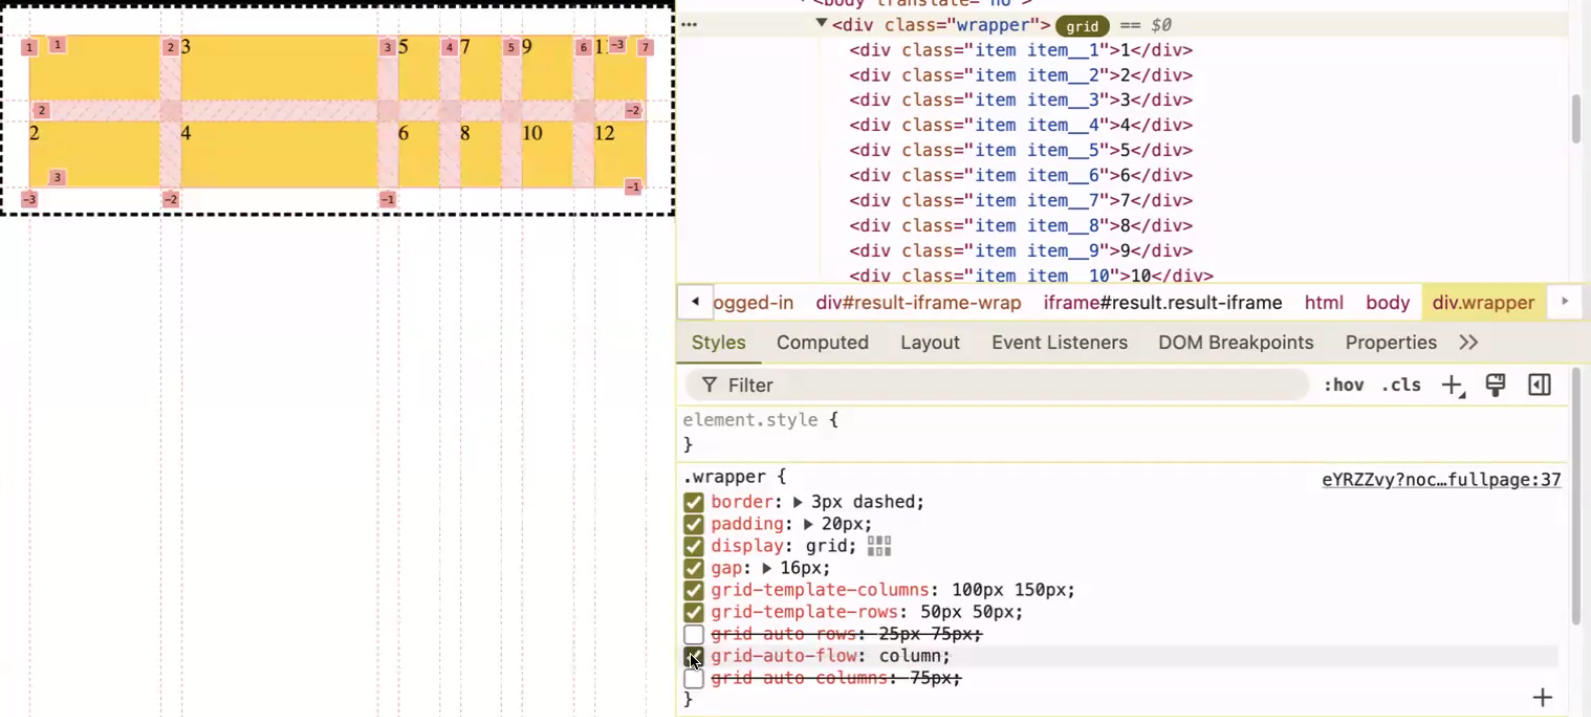 <body translate="no">
••• ▼<div class="wrapper"> grid == $0
<div class="item item__1">1</div>
<div class="item item__2">2</div>
<div class="item item__3">3</div>
<div class="item item__4">4</div>
<div class="item item__5">5</div>
<div class="item item__6">6</div>
<div class="item item__7">7</div>
<div class="item item__8">8</div>
<div class="item item__9">9</div>
<div class="item item__10">10</div>
1 1 2 3 3 5 4 7 5 9 6 -3 7
2 -2
2 4 6 8 10 12
3 -1
-3 -2 -1
ogged-in div#result-iframe-wrap iframe#result.result-iframe html body div.wrapper
Styles Computed Layout Event Listeners DOM Breakpoints Properties >>
Filter :hov .cls
element.style {
}
.wrapper { eYRZZvy?noc…fullpage:37
border: ▶ 3px dashed;
padding: ▶ 20px;
display: grid;
gap: ▶ 16px;
grid-template-columns: 100px 150px;
grid-template-rows: 50px 50px;
grid-auto-rows: 25px 75px;
grid-auto-flow: column;
grid-auto-columns: 75px;
}